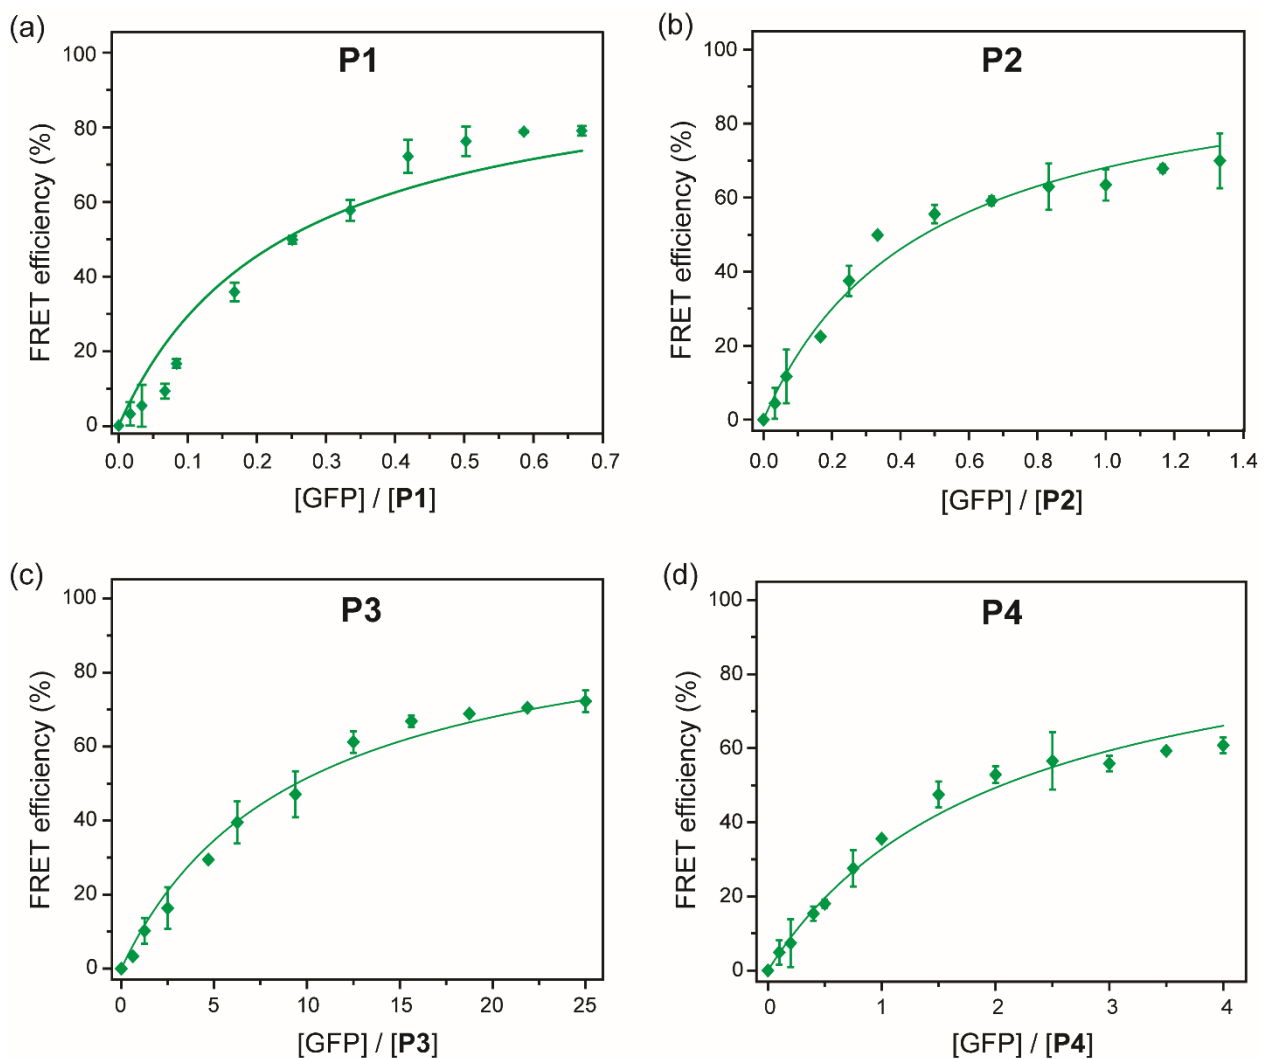 (a)
P1
FRET efficiency (%)
100
80
60
40
20
0
0.0 0.1 0.2 0.3 0.4 0.5 0.6 0.7
[GFP] / [P1]
(b)
P2
FRET efficiency (%)
100
80
60
40
20
0
0.0 0.2 0.4 0.6 0.8 1.0 1.2 1.4
[GFP] / [P2]
(c)
P3
FRET efficiency (%)
100
80
60
40
20
0
0 5 10 15 20 25
[GFP] / [P3]
(d)
P4
FRET efficiency (%)
100
80
60
40
20
0
0 1 2 3 4
[GFP] / [P4]